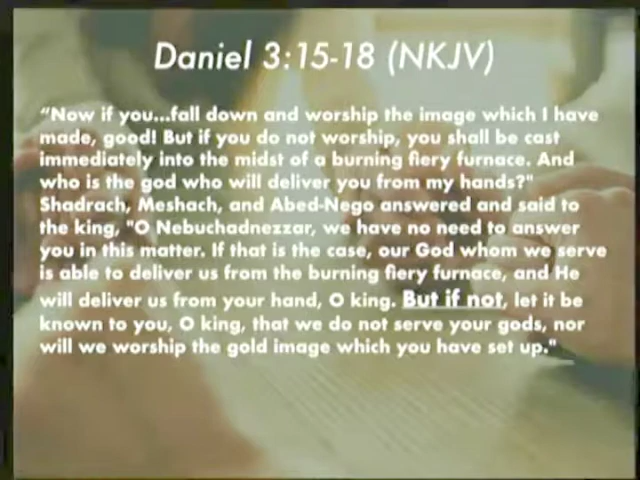 Daniel 3:15-18 (NKJV)
“Now if you...fall down and worship the image which I have
made, good! But if you do not worship, you shall be cast
immediately into the midst of a burning fiery furnace. And
who is the god who will deliver you from my hands?"
Shadrach, Meshach, and Abed-Nego answered and said to
the king, "O Nebuchadnezzar, we have no need to answer
you in this matter. If that is the case, our God whom we serve
is able to deliver us from the burning fiery furnace, and He
will deliver us from your hand, O king. But if not, let it be
known to you, O king, that we do not serve your gods, nor
will we worship the gold image which you have set up."